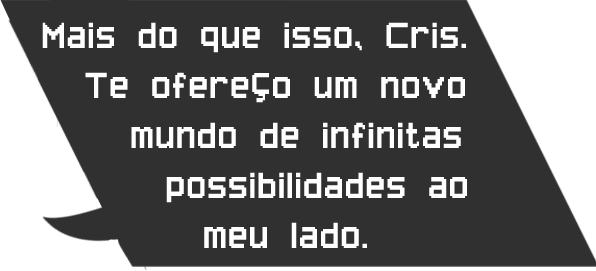 Mais do que isso, Cris.
Te ofereço um novo
mundo de infinitas
possibilidades ao
meu lado.